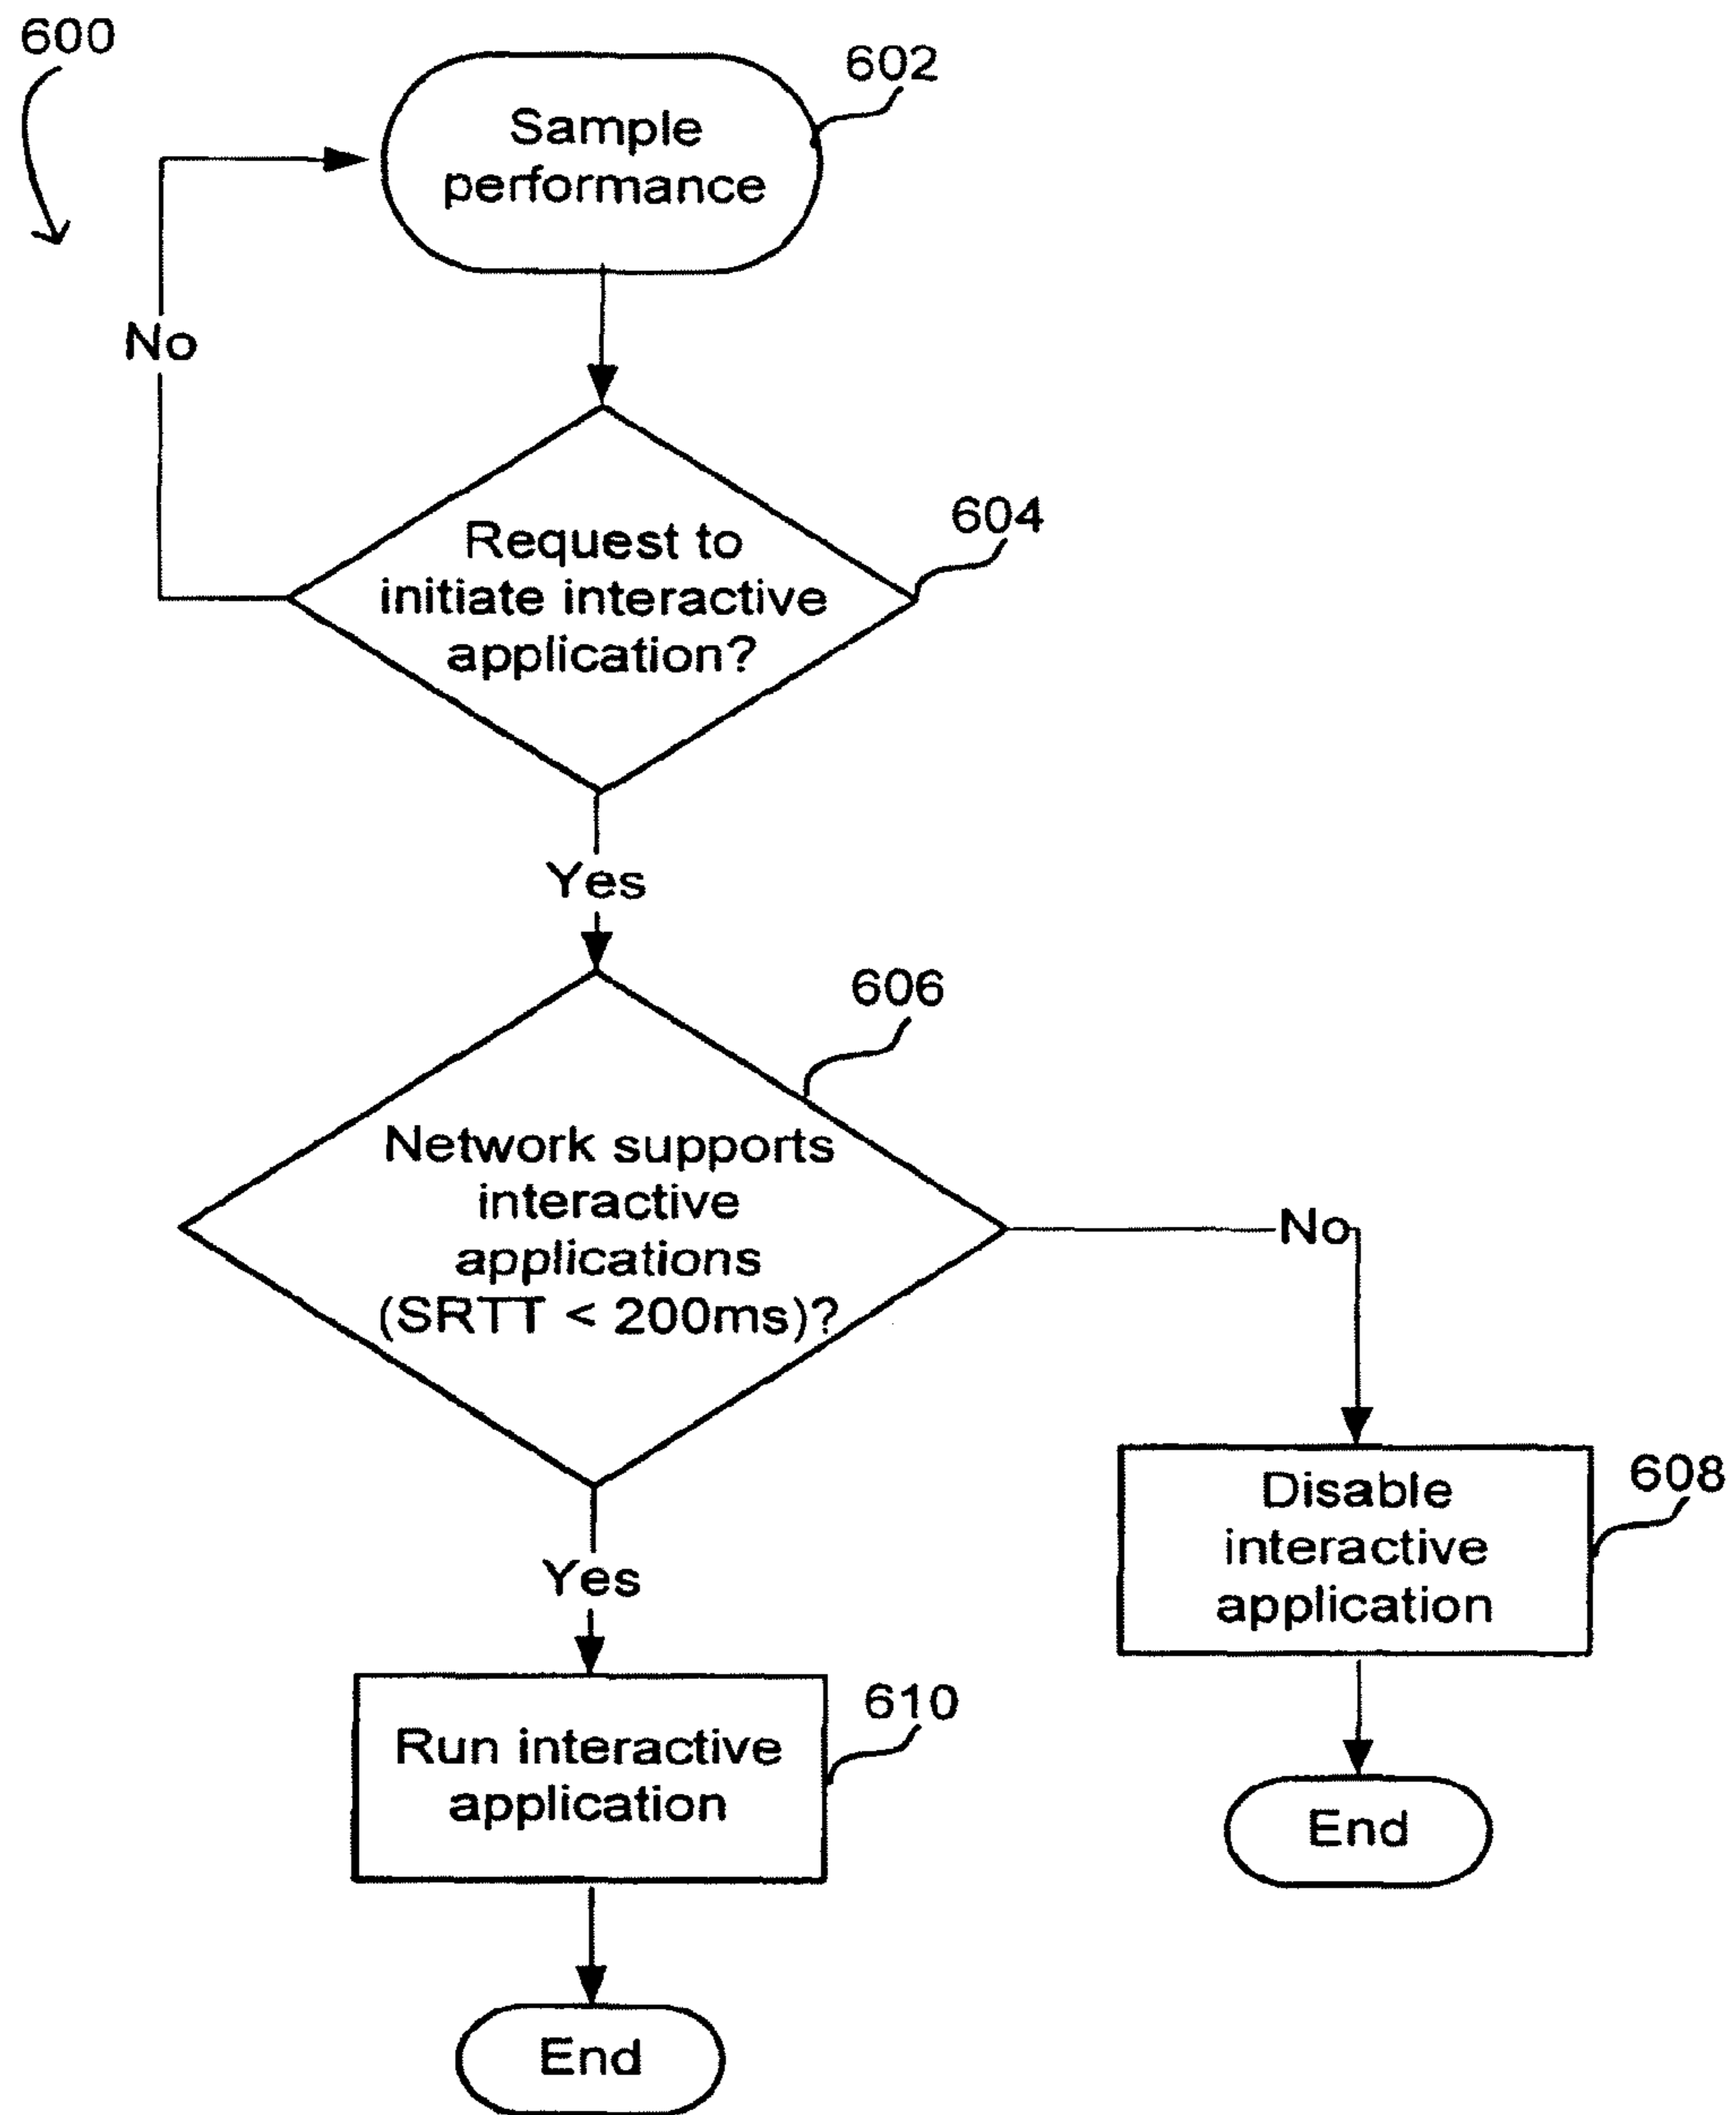 600
602
Sample
performance
No
604
Request to
initiate interactive
application?
Yes
606
Network supports
interactive
applications
(SRTT < 200ms)?
No
608
Disable
interactive
application
Yes
610
Run interactive
application
End
End